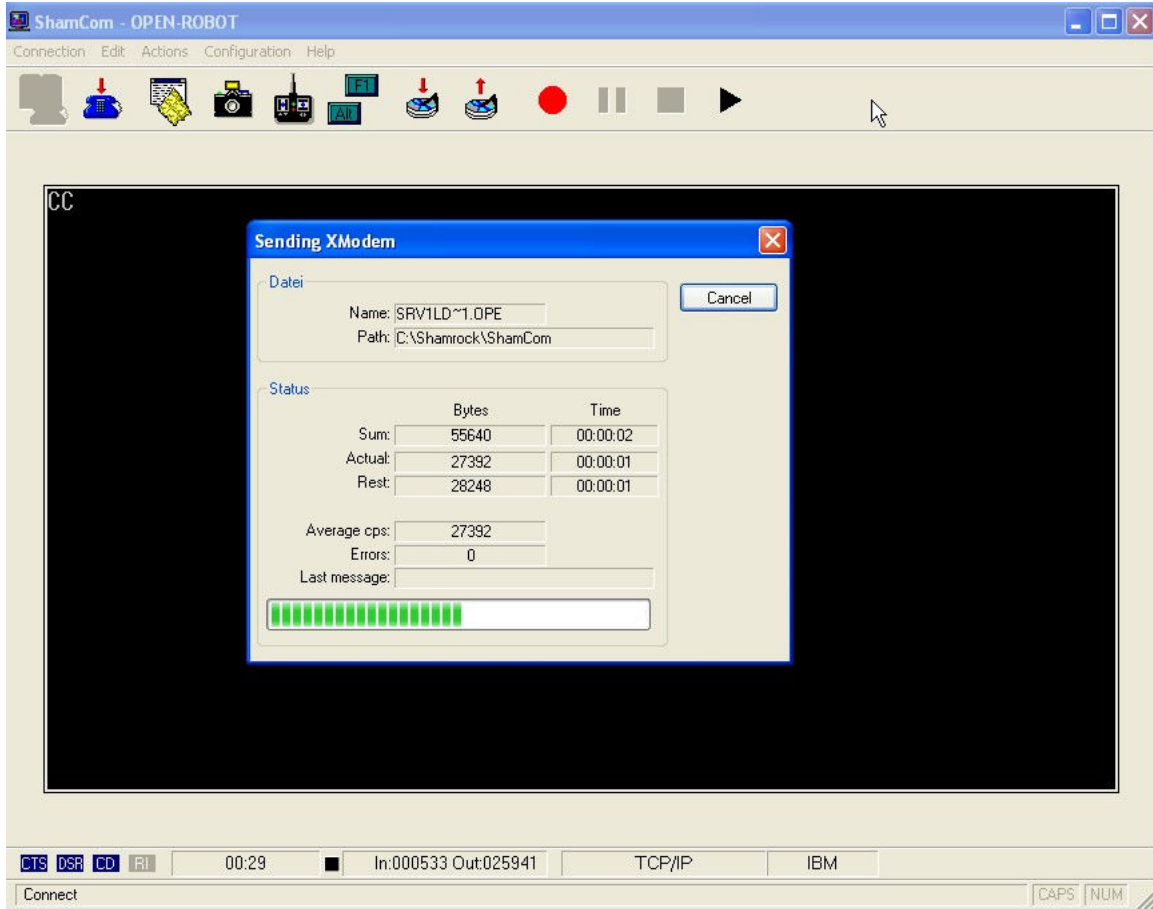 ShamCom - OPEN-ROBOT
Connection Edit Actions Configuration Help
F1
Alt
CC
Sending XModem
Datei
Name: SRV1LD~1.OPE
Cancel
Path: C:\Shamrock\ShamCom
Status
Bytes Time
Sum: 55640 00:00:02
Actual: 27392 00:00:01
Rest: 28248 00:00:01
Average cps: 27392
Errors: 0
Last message:
CTS DSR CD RI 00:29 In:000533 Out:025941 TCP/IP IBM
Connect CAPS NUM